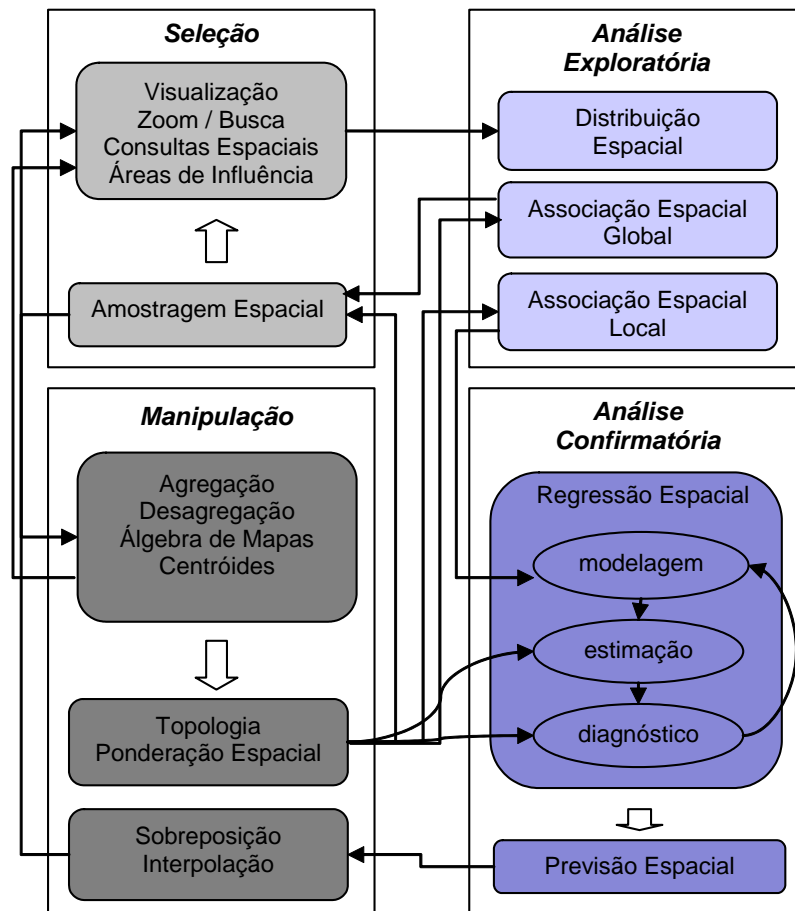 Seleção
Visualização
Zoom / Busca
Consultas Espaciais
Áreas de Influência
Amostragem Espacial
Análise
Exploratória
Distribuição
Espacial
Associação Espacial
Global
Associação Espacial
Local
Manipulação
Agregação
Desagregação
Álgebra de Mapas
Centróides
Topologia
Ponderação Espacial
Sobreposição
Interpolação
Análise
Confirmatória
Regressão Espacial
modelagem
estimação
diagnóstico
Previsão Espacial